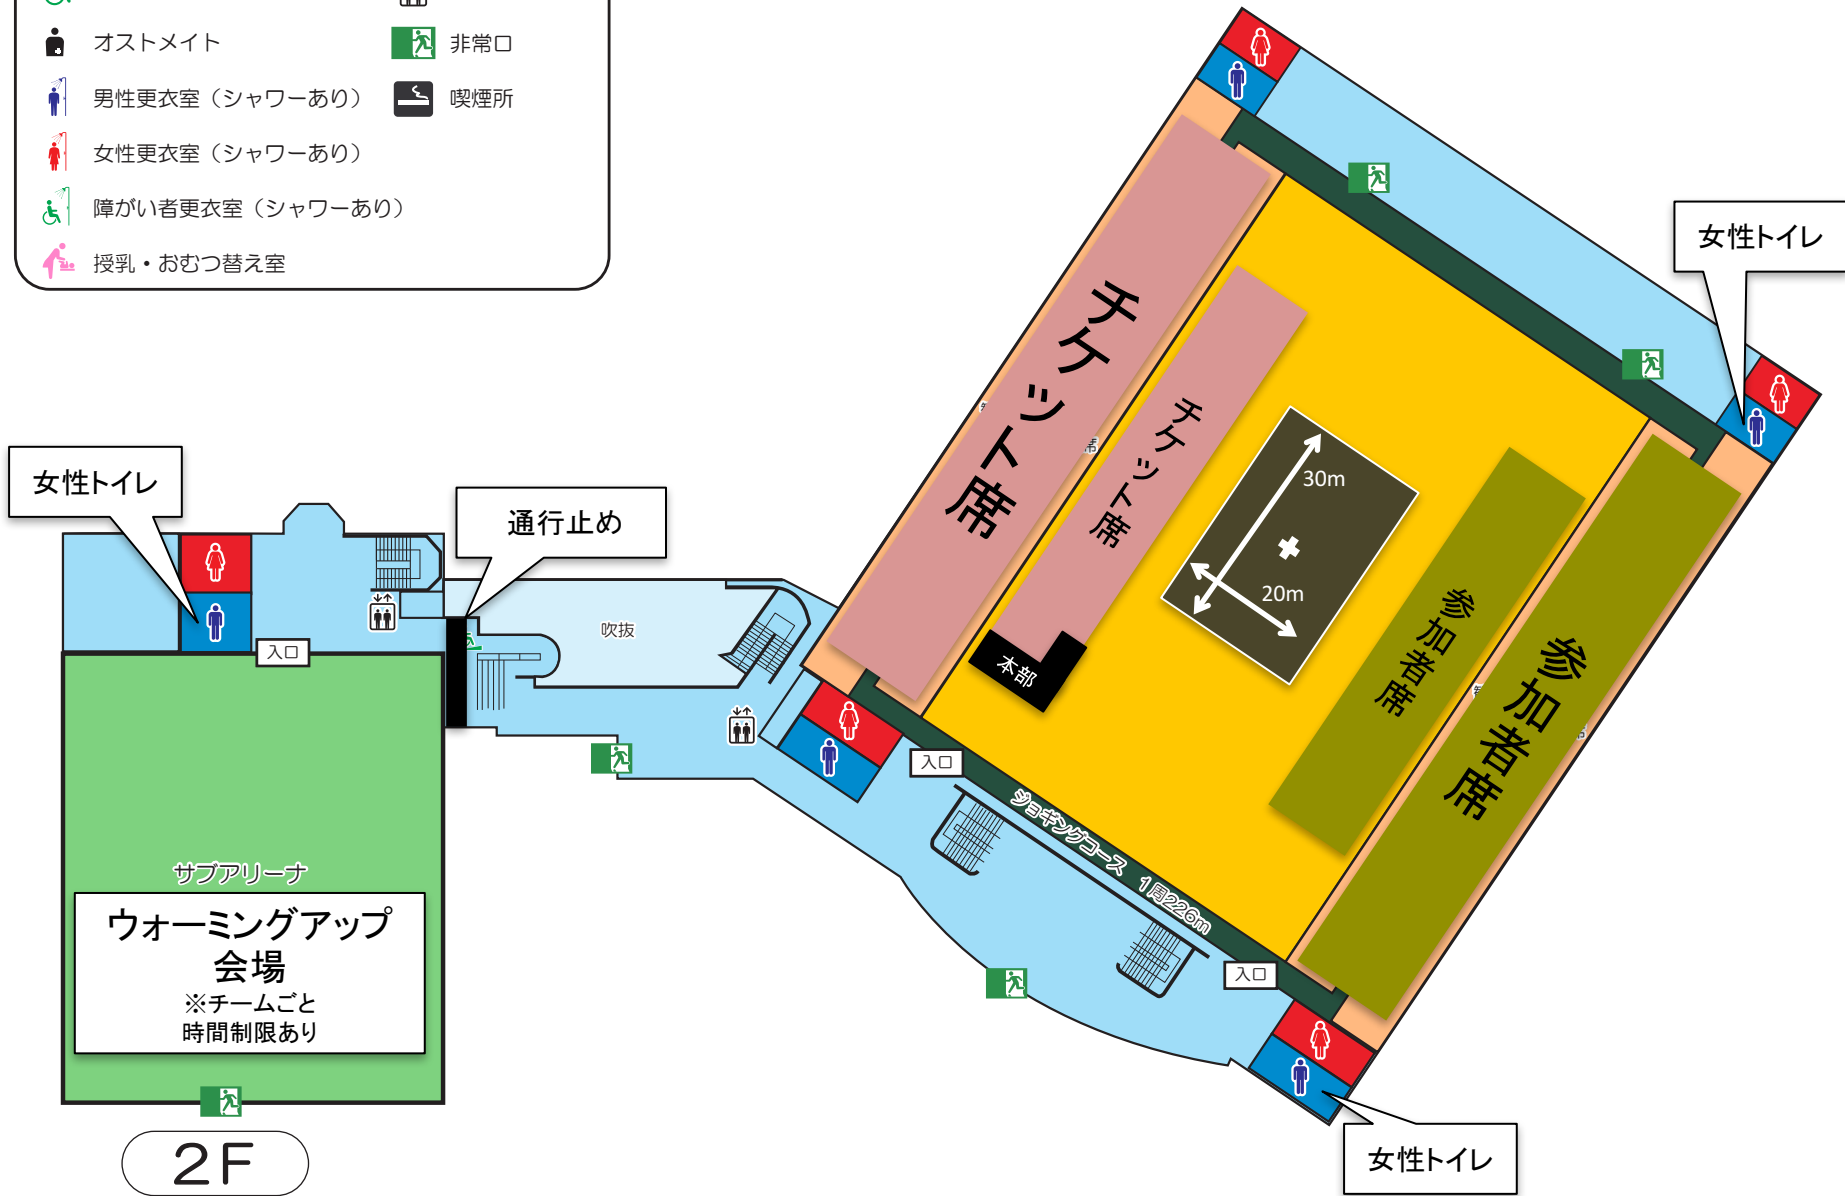 オストメイト
非常口
男性更衣室（シャワーあり）
喫煙所
女性更衣室（シャワーあり）
障がい者更衣室（シャワーあり）
授乳・おむつ替え室
女性トイレ
チケット席
チケット席
30m
20m
女性トイレ
通行止め
吹抜
入口
本部
参加者席
参加者席
入口
ジョギングコース　1周226m
入口
サブアリーナ
ウォーミングアップ
会場
※チームごと
時間制限あり
2F
女性トイレ